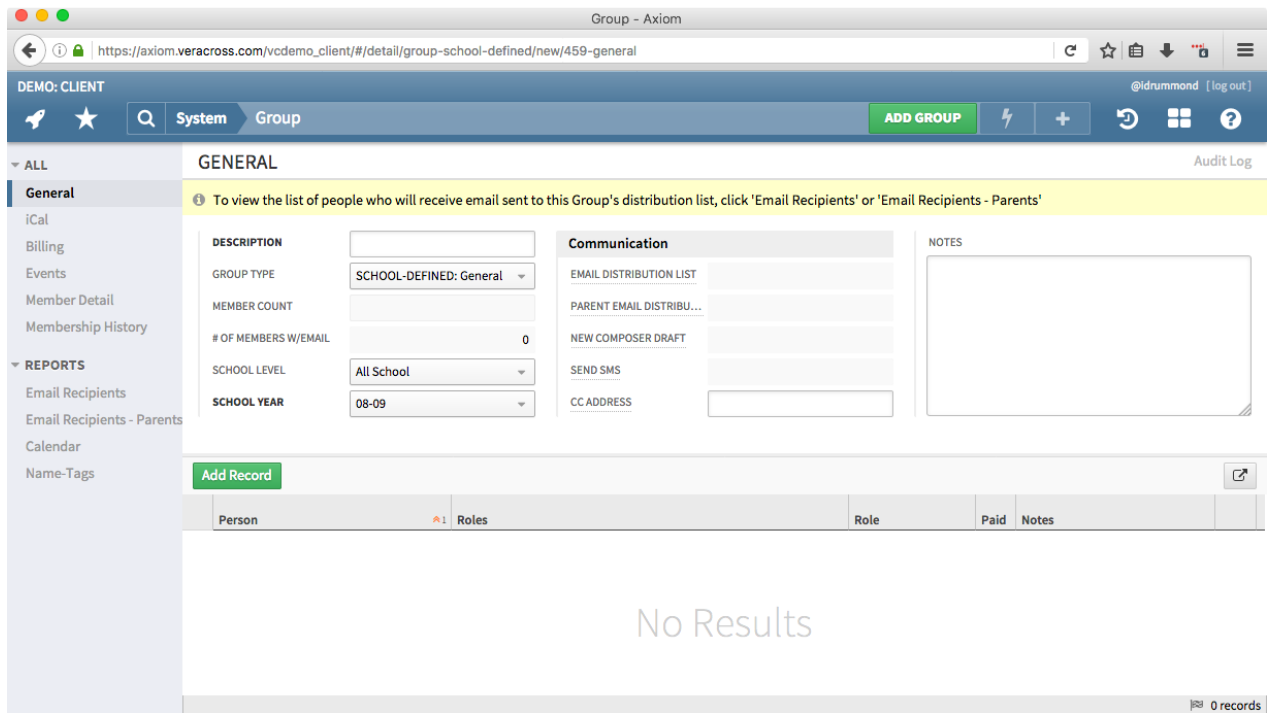 Group - Axiom
https://axiom.veracross.com/vcdemo_client/#/detail/group-school-defined/new/459-general
DEMO: CLIENT
@idrummond [log out]
System Group
ADD GROUP
ALL
General
iCal
Billing
Events
Member Detail
Membership History
REPORTS
Email Recipients
Email Recipients - Parents
Calendar
Name-Tags
GENERAL
Audit Log
To view the list of people who will receive email sent to this Group's distribution list, click 'Email Recipients' or 'Email Recipients - Parents'
DESCRIPTION
GROUP TYPE SCHOOL-DEFINED: General
MEMBER COUNT
# OF MEMBERS W/EMAIL 0
SCHOOL LEVEL All School
SCHOOL YEAR 08-09
Communication
EMAIL DISTRIBUTION LIST
PARENT EMAIL DISTRIBU...
NEW COMPOSER DRAFT
SEND SMS
CC ADDRESS
NOTES
Add Record
Person 1 Roles Role Paid Notes
No Results
0 records